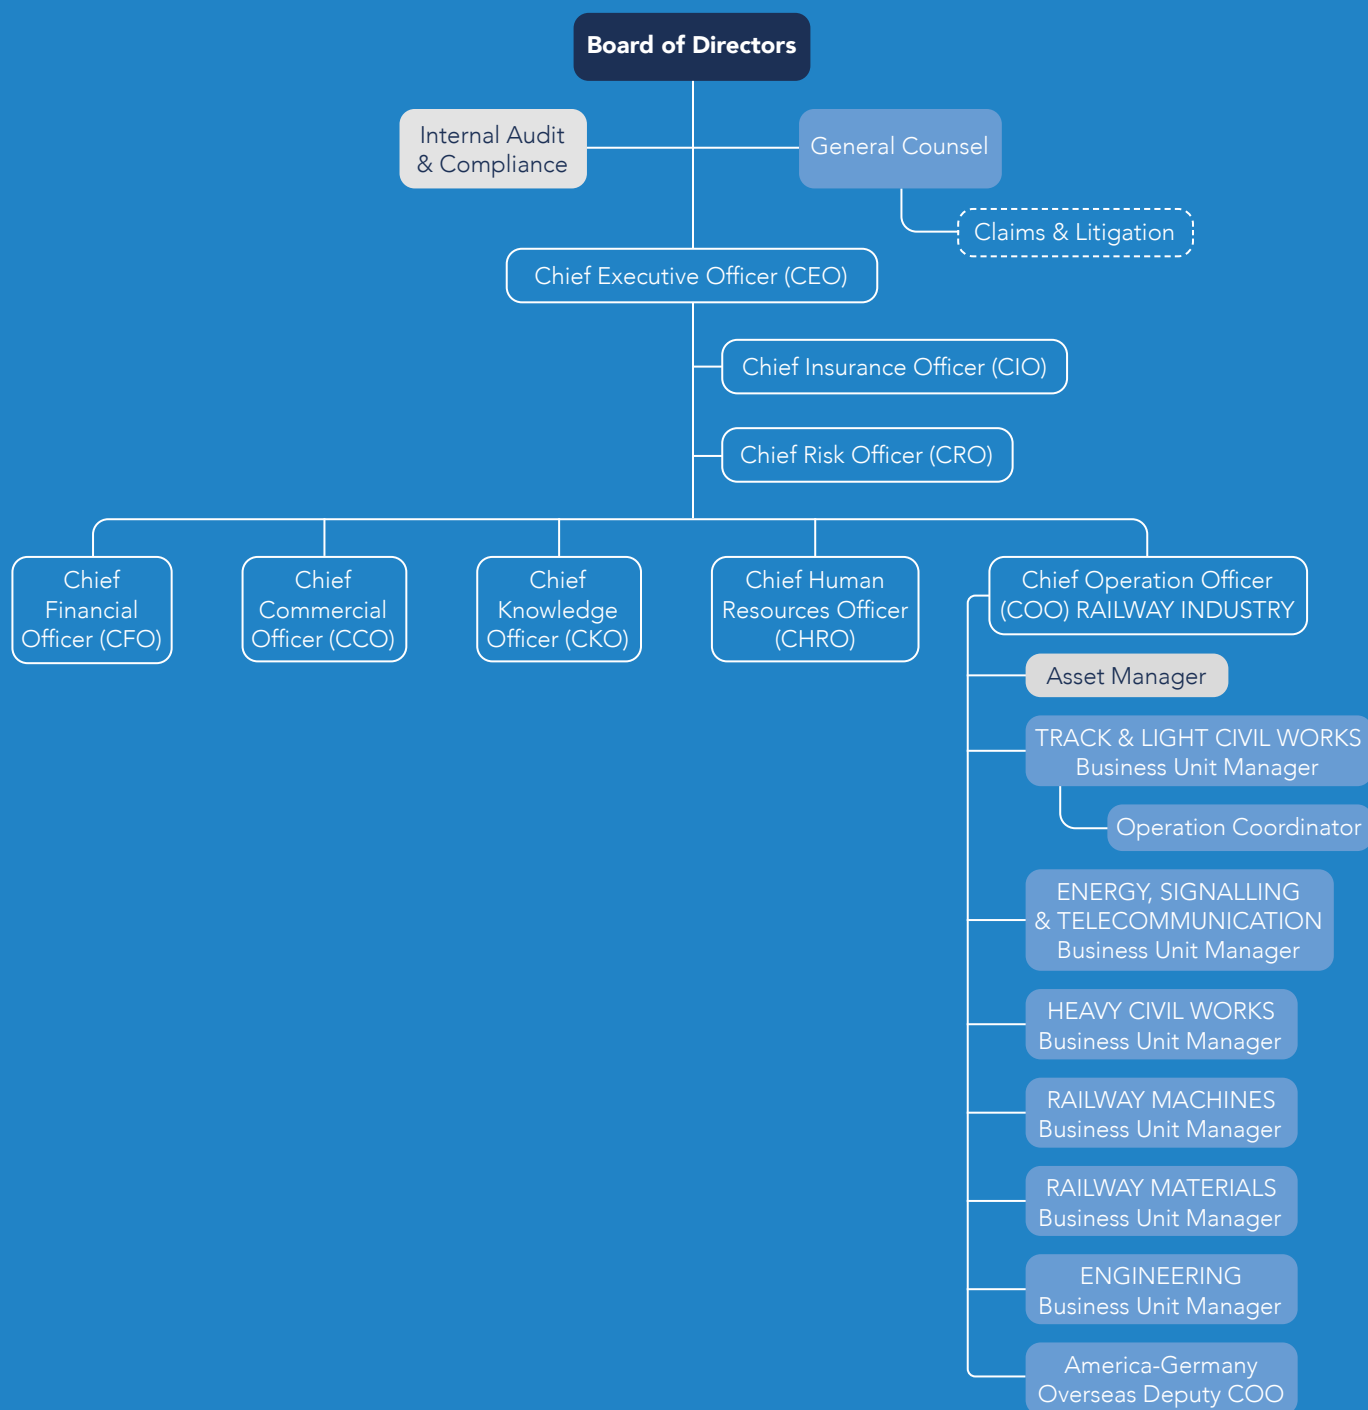 Board of Directors
Internal Audit
& Compliance
General Counsel
Claims & Litigation
Chief Executive Officer (CEO)
Chief Insurance Officer (CIO)
Chief Risk Officer (CRO)
Chief
Financial
Officer (CFO)
Chief
Commercial
Officer (CCO)
Chief
Knowledge
Officer (CKO)
Chief Human
Resources Officer
(CHRO)
Chief Operation Officer
(COO) RAILWAY INDUSTRY
Asset Manager
TRACK & LIGHT CIVIL WORKS
Business Unit Manager
Operation Coordinator
ENERGY, SIGNALLING
& TELECOMMUNICATION
Business Unit Manager
HEAVY CIVIL WORKS
Business Unit Manager
RAILWAY MACHINES
Business Unit Manager
RAILWAY MATERIALS
Business Unit Manager
ENGINEERING
Business Unit Manager
America-Germany
Overseas Deputy COO